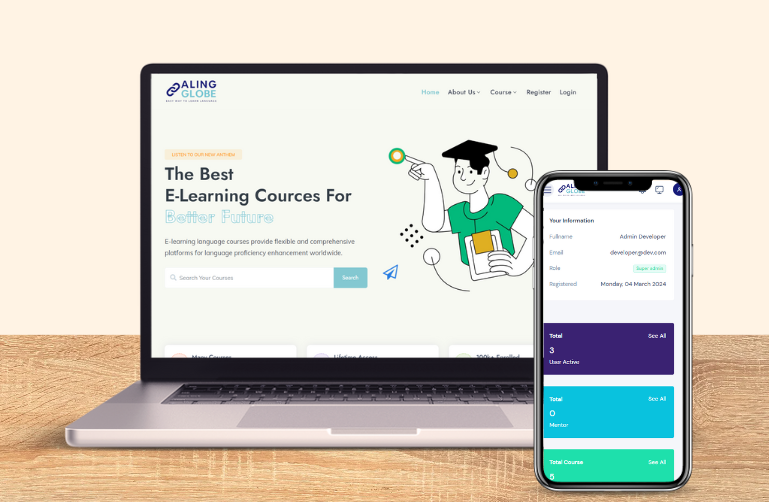 ALING
GLOBE
EASY WAY TO LEARN LANGUAGE
Home
About Us
Course
Register
Login
LISTEN TO OUR NEW ANTHEM
The Best
E-Learning Cources For
Better Future
E-learning language courses provide flexible and comprehensive
platforms for language proficiency enhancement worldwide.
Search Your Courses
Search
Many Courses
Lifetime Access
100k+ Enrolled
GLOBE
Your Information
Fullname
Admin Developer
Email
developer@dev.com
Role
Super admin
Registered
Monday, 04 March 2024
Total
See All
3
User Active
Total
See All
0
Mentor
Total Course
See All